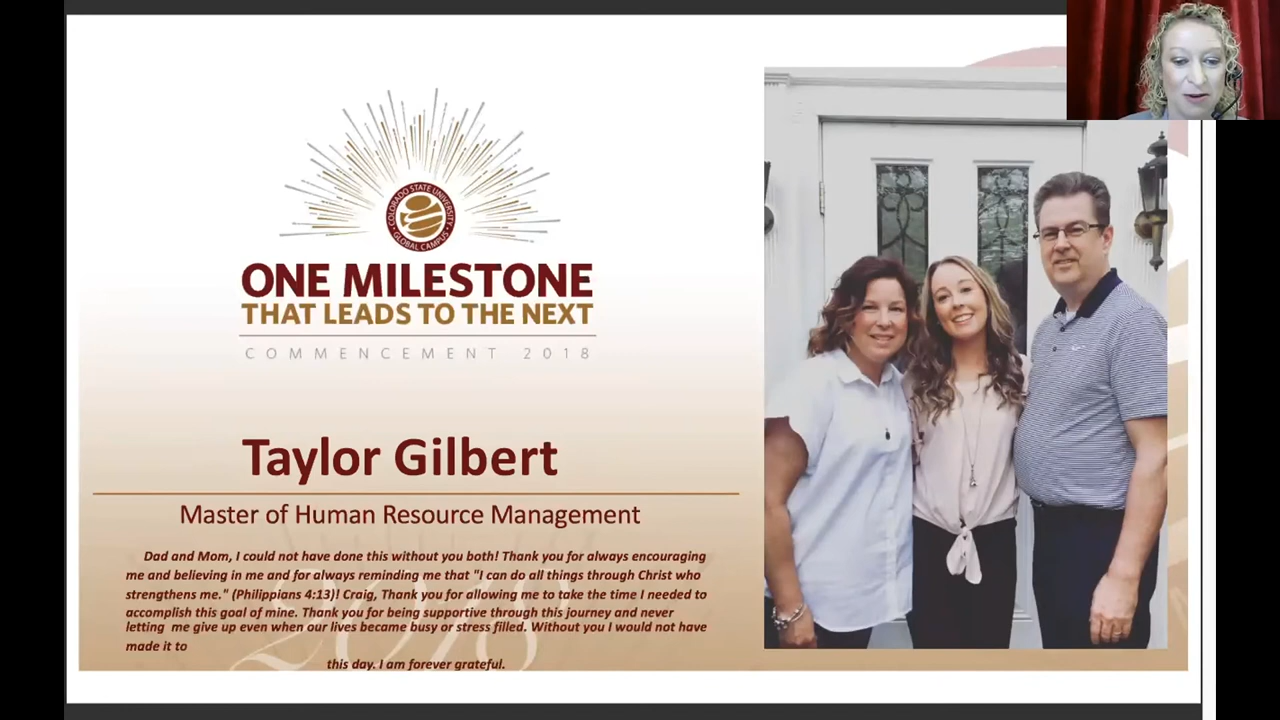 COLORADO STATE UNIVERSITY
GLOBAL CAMPUS
ONE MILESTONE
THAT LEADS TO THE NEXT
COMMENCEMENT 2018
Taylor Gilbert
Master of Human Resource Management
Dad and Mom, I could not have done this without you both! Thank you for always encouraging
me and believing in me and for always reminding me that "I can do all things through Christ who
strengthens me." (Philippians 4:13)! Craig, Thank you for allowing me to take the time I needed to
accomplish this goal of mine. Thank you for being supportive through this journey and never
letting me give up even when our lives became busy or stress filled. Without you I would not have
made it to
this day. I am forever grateful.
2018